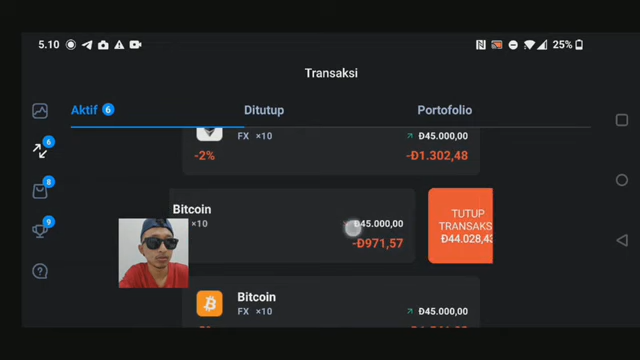 5.10
25%
Transaksi
Aktif 6
Ditutup
Portofolio
6
8
9
FX ×10
Đ45.000,00
-2%
-Đ1.302,48
Bitcoin
×10
Đ45.000,00
-Đ971,57
TUTUP
TRANSAKS
Đ44.028,43
Bitcoin
FX ×10
Đ45.000,00